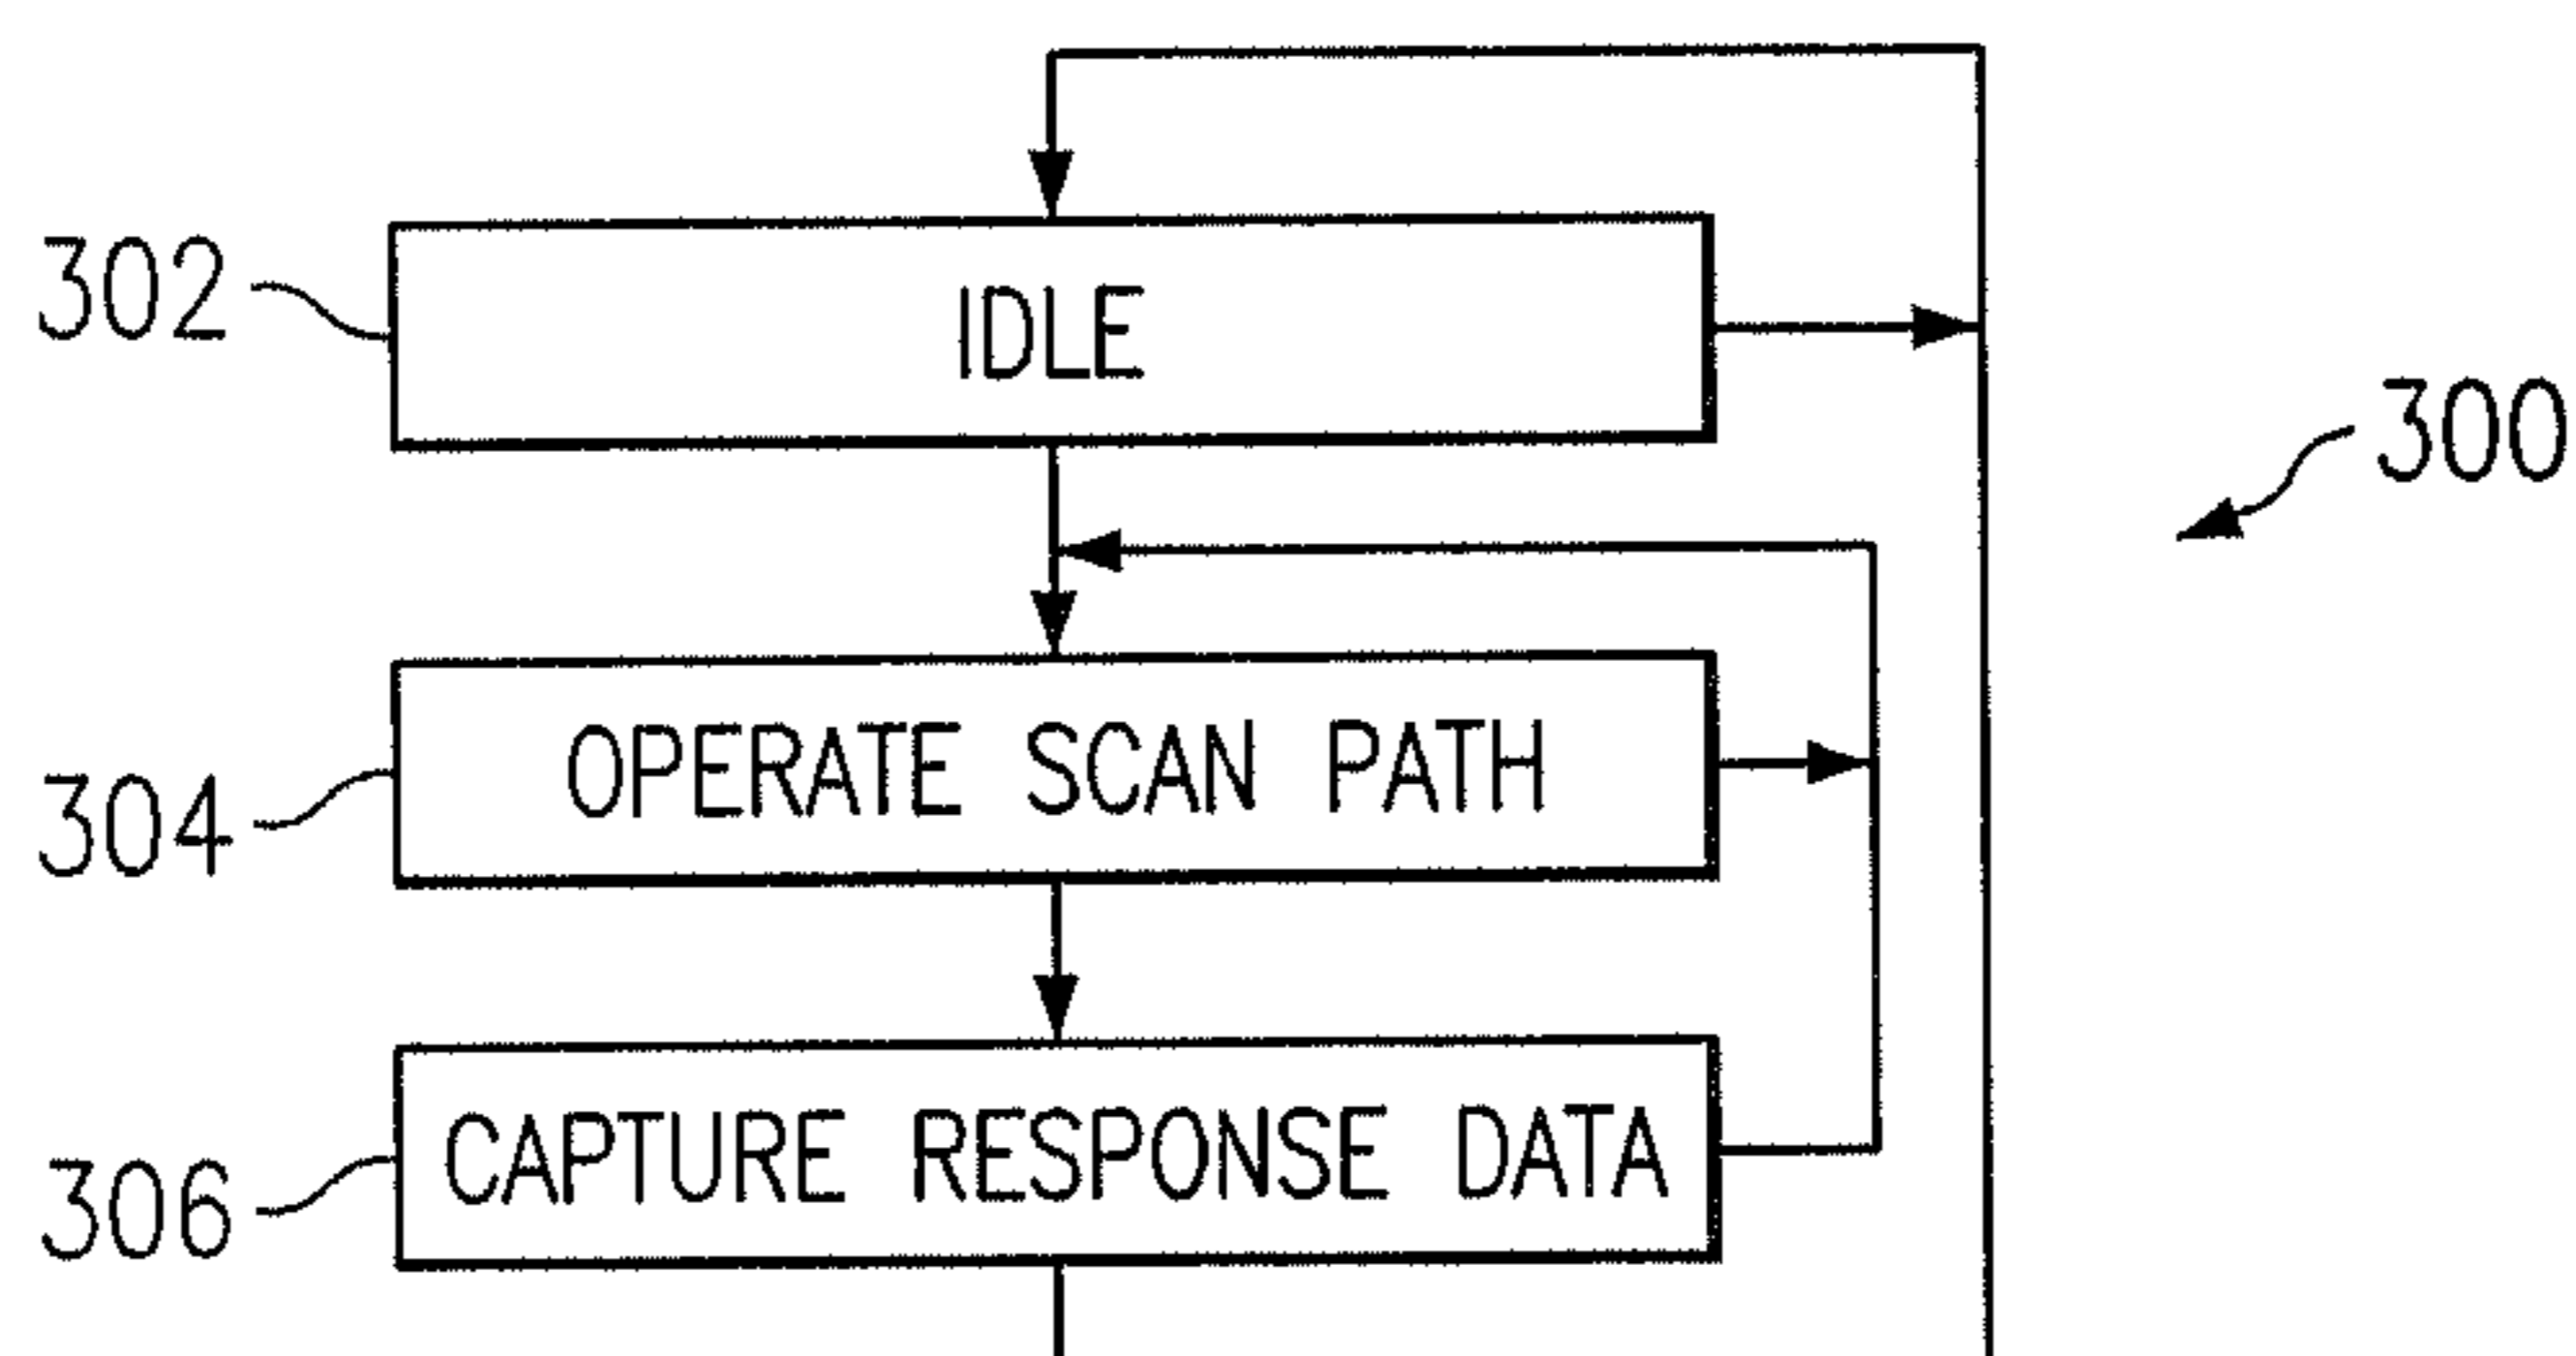 302
IDLE
300
304
OPERATE SCAN PATH
306
CAPTURE RESPONSE DATA